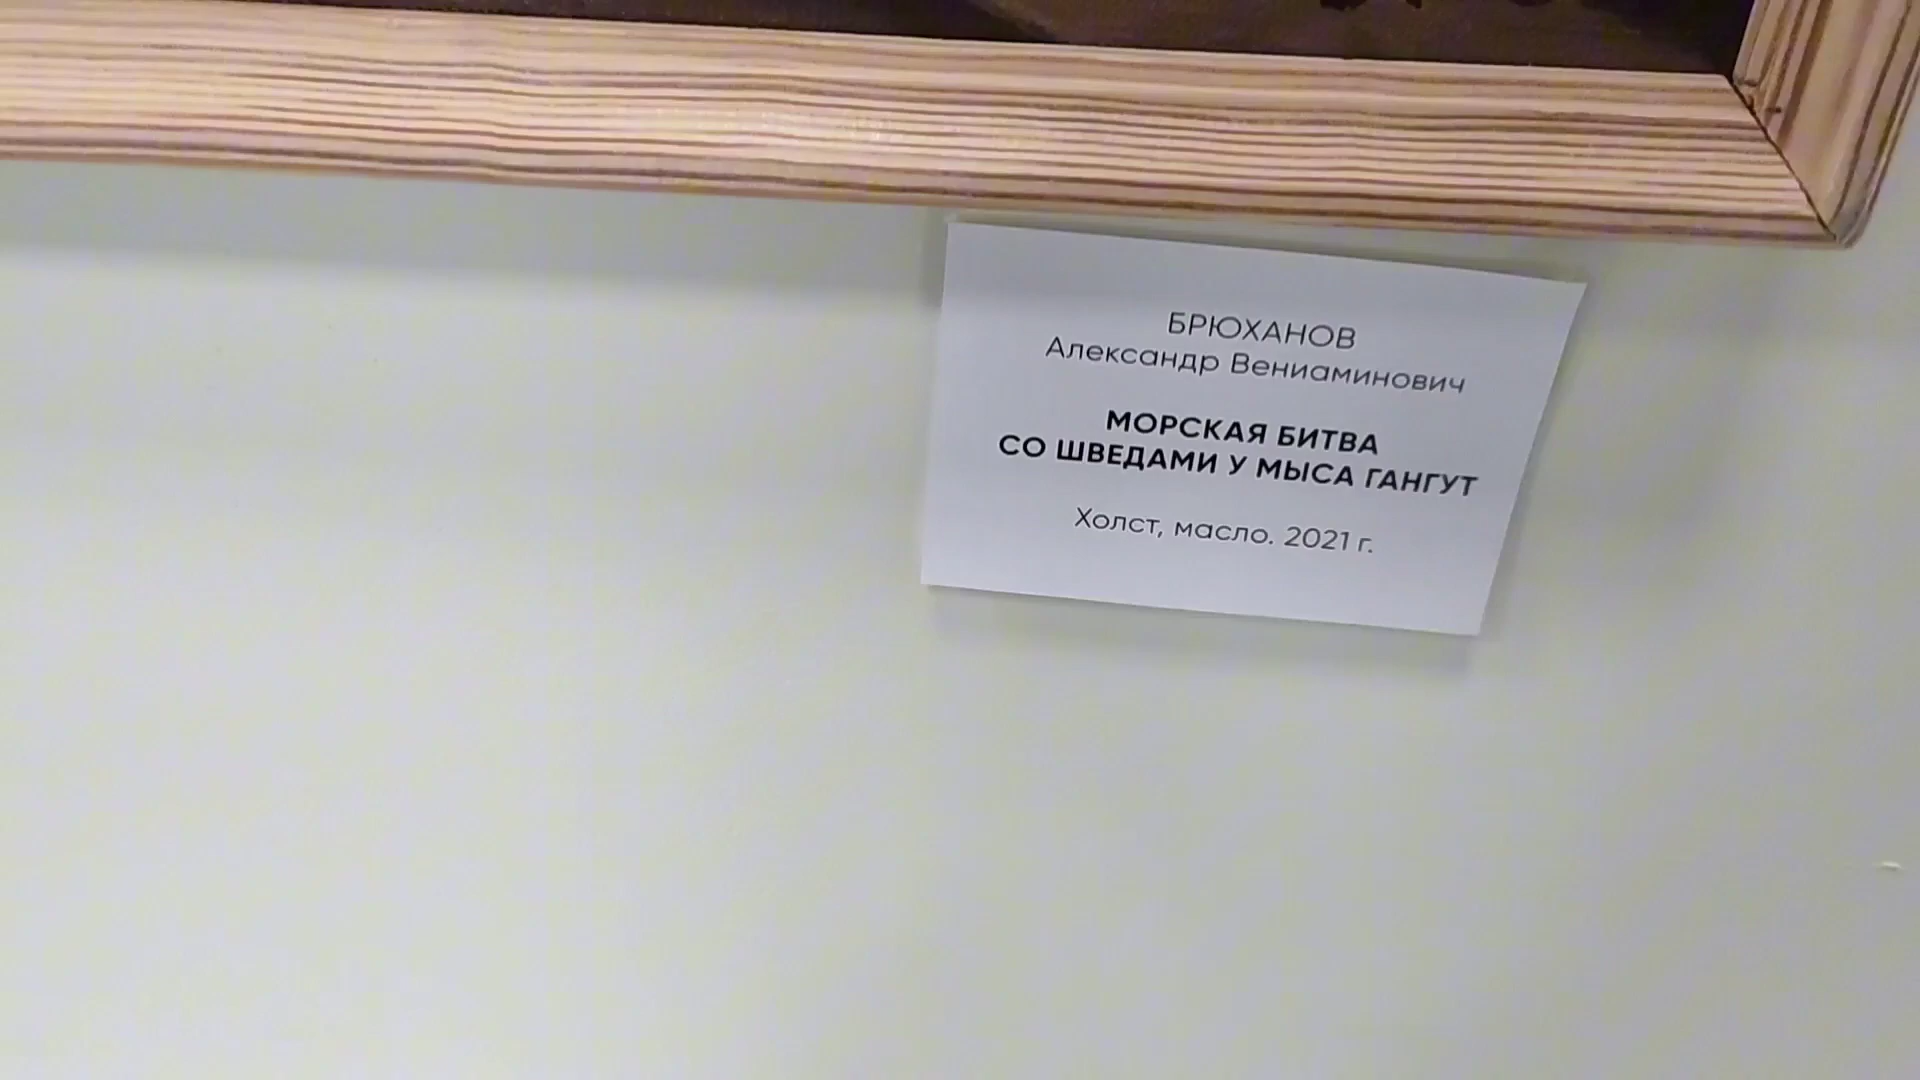 БРЮХАНОВ
Александр Вениаминович
МОРСКАЯ БИТВА
СО ШВЕДАМИ У МЫСА ГАНГУТ
Холст, масло. 2021 г.